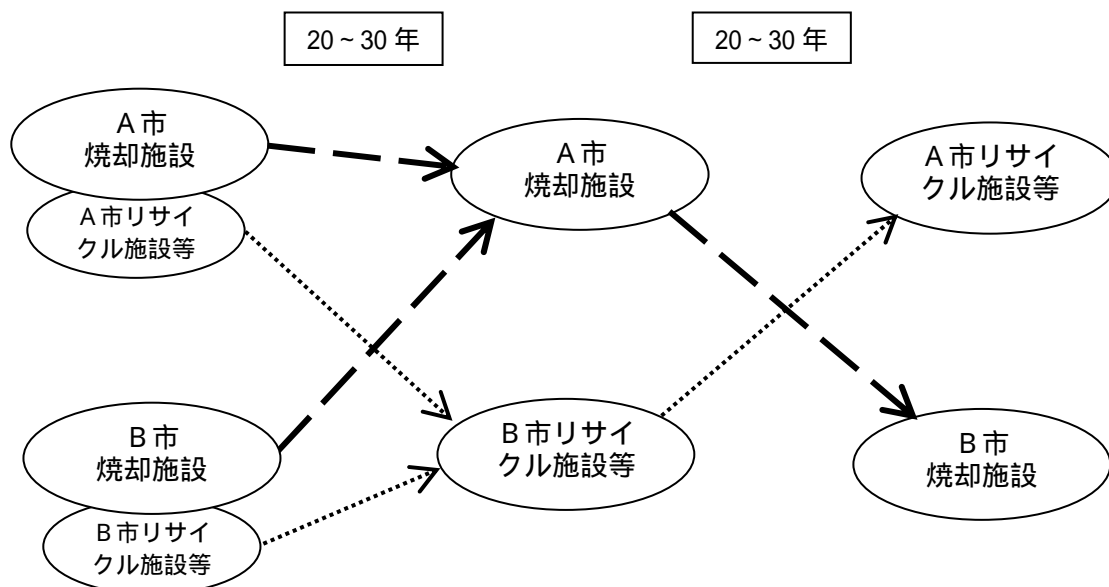 20～30 年
20～30 年
A市
焼却施設
A市リサイ
クル施設等
A市
焼却施設
A市リサイ
クル施設等
B市
焼却施設
B市リサイ
クル施設等
B市リサイ
クル施設等
B市
焼却施設